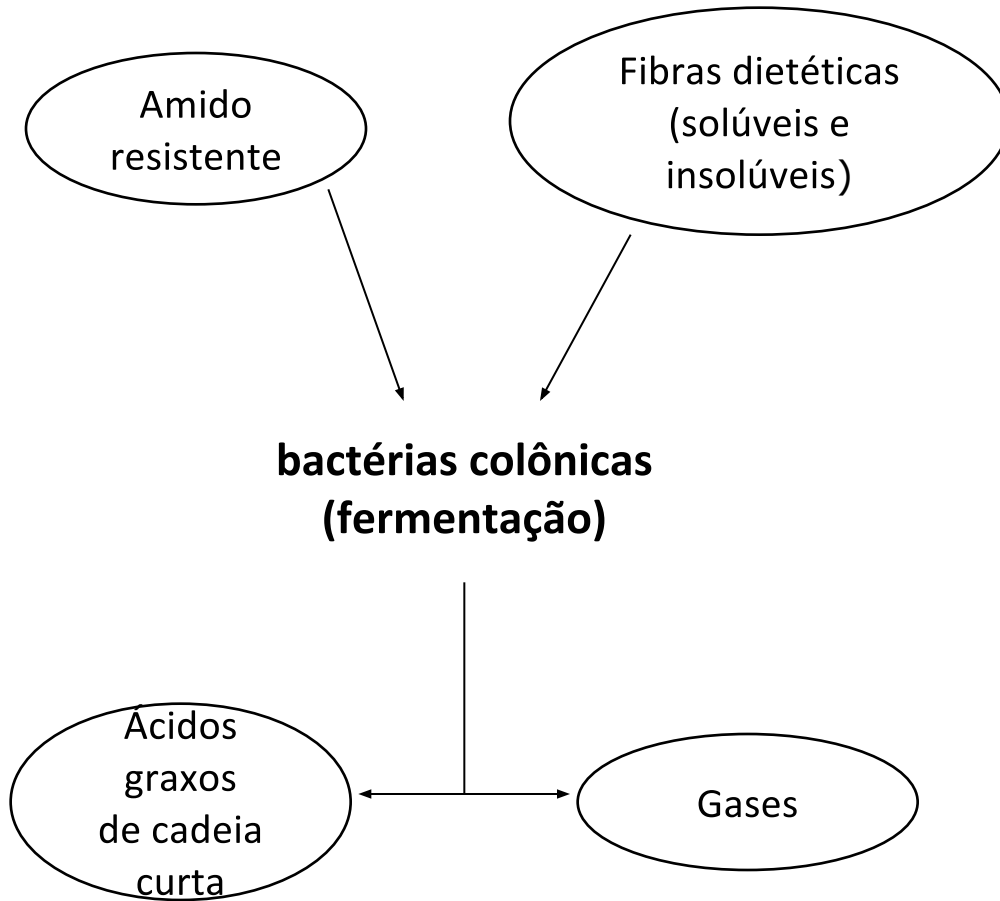 Amido
resistente
Fibras dietéticas
(solúveis e
insolúveis)
bactérias colônicas
(fermentação)
Ácidos
graxos
de cadeia
curta
Gases